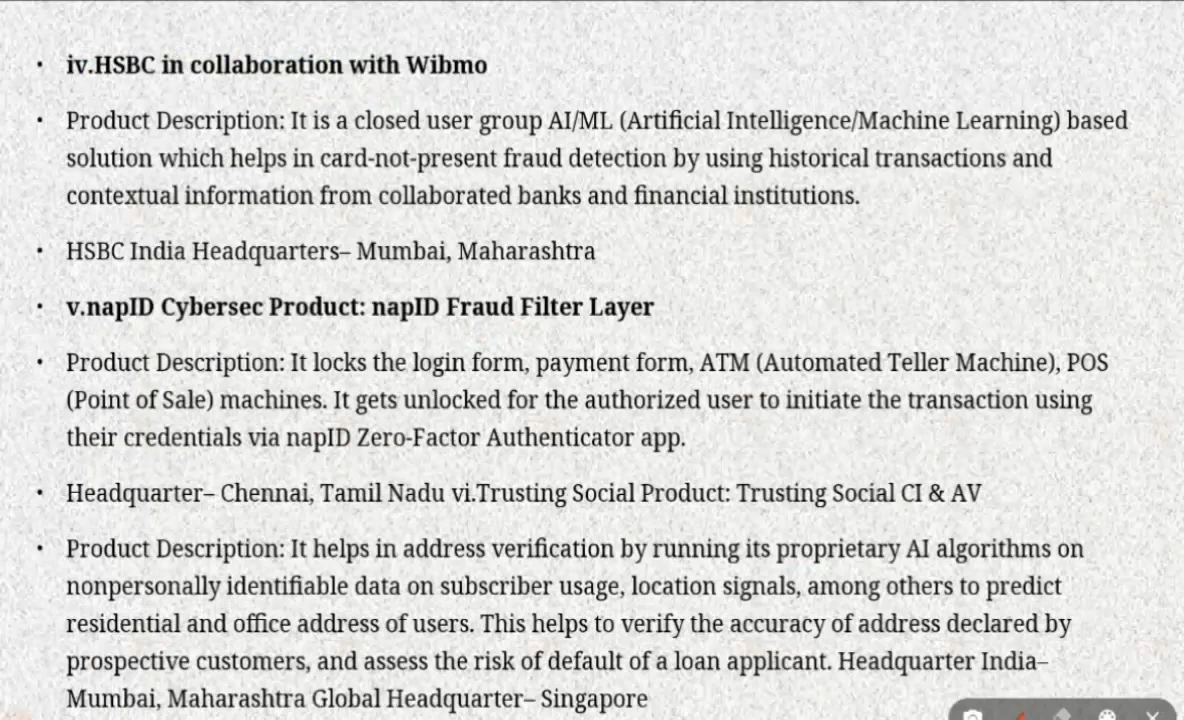 • iv.HSBC in collaboration with Wibmo
• Product Description: It is a closed user group AI/ML (Artificial Intelligence/Machine Learning) based
solution which helps in card-not-present fraud detection by using historical transactions and
contextual information from collaborated banks and financial institutions.
• HSBC India Headquarters– Mumbai, Maharashtra
• v.napID Cybersec Product: napID Fraud Filter Layer
• Product Description: It locks the login form, payment form, ATM (Automated Teller Machine), POS
(Point of Sale) machines. It gets unlocked for the authorized user to initiate the transaction using
their credentials via napID Zero-Factor Authenticator app.
• Headquarter– Chennai, Tamil Nadu vi.Trusting Social Product: Trusting Social CI & AV
• Product Description: It helps in address verification by running its proprietary AI algorithms on
nonpersonally identifiable data on subscriber usage, location signals, among others to predict
residential and office address of users. This helps to verify the accuracy of address declared by
prospective customers, and assess the risk of default of a loan applicant. Headquarter India–
Mumbai, Maharashtra Global Headquarter– Singapore